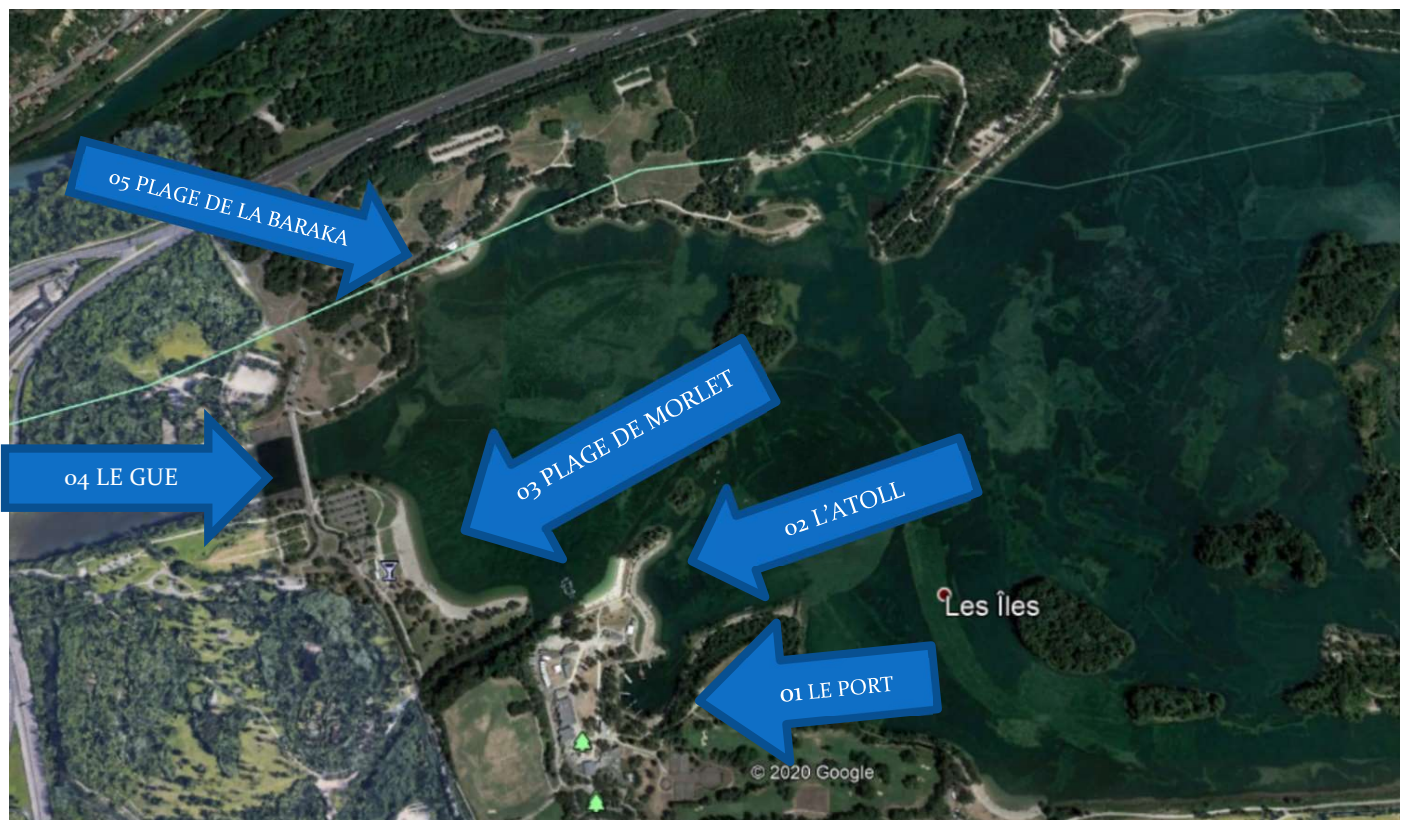 05 PLAGE DE LA BARAKA
03 PLAGE DE MORLET
04 LE GUE
02 L'ATOLL
Les Îles
01 LE PORT
© 2020 Google